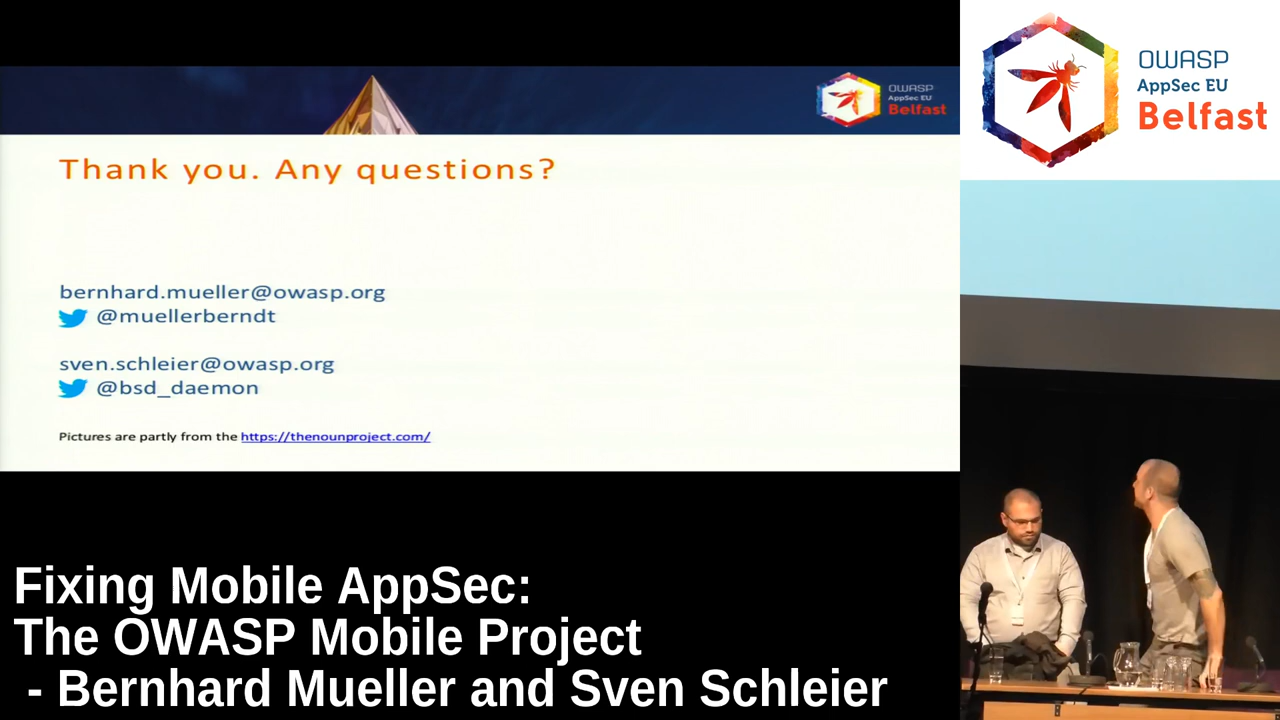 OWASP
AppSec EU
Belfast
Thank you. Any questions?
bernhard.mueller@owasp.org
@muellerberndt
sven.schleier@owasp.org
@bsd_daemon
Pictures are partly from the https://thenounproject.com/
OWASP
AppSec EU
Belfast
Fixing Mobile AppSec:
The OWASP Mobile Project
- Bernhard Mueller and Sven Schleier